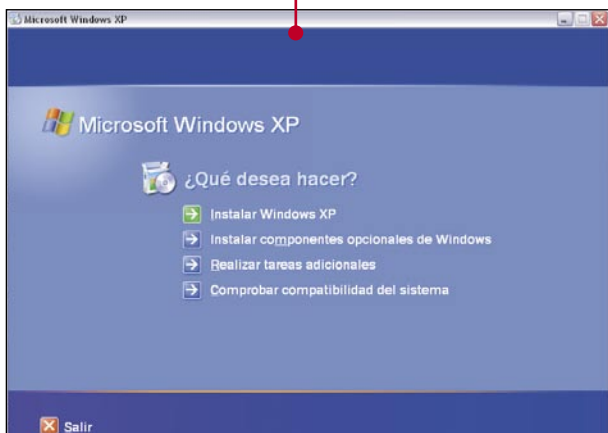 Microsoft Windows XP
Microsoft Windows XP
¿Qué desea hacer?
Instalar Windows XP
Instalar componentes opcionales de Windows
Realizar tareas adicionales
Comprobar compatibilidad del sistema
Salir